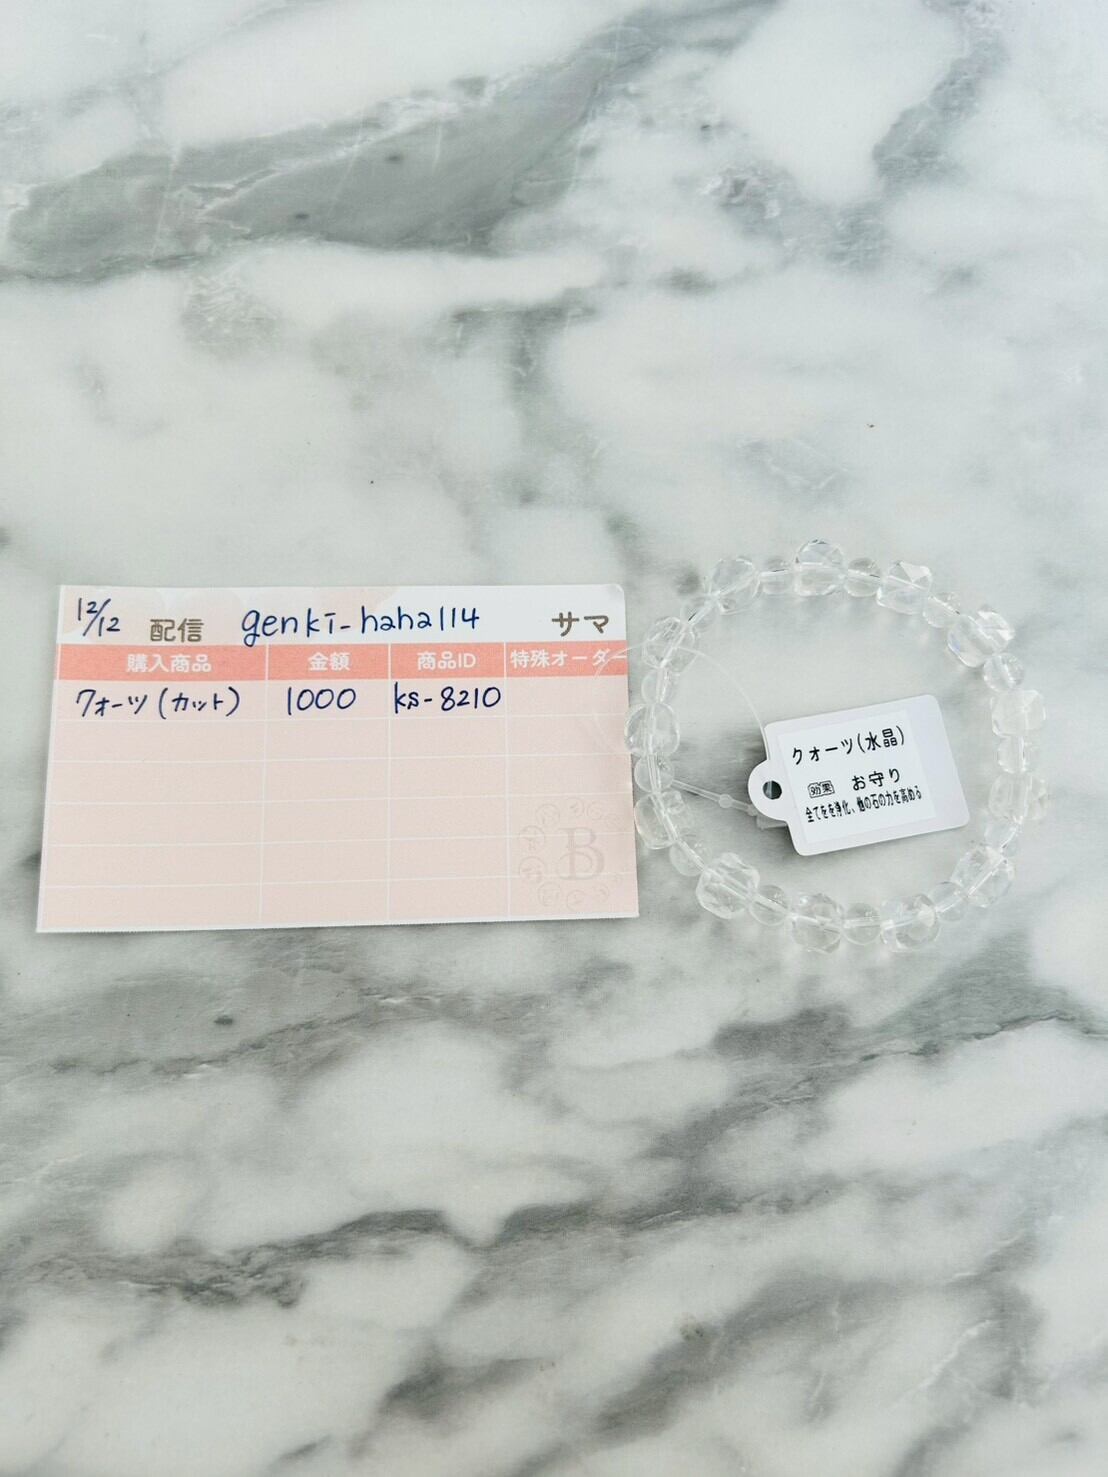 12/12 配信 genki-haha114 サマ
購入商品 金額 商品ID 特殊オーダー
クォーツ(カット) 1000 ks-8210
B
クォーツ(水晶)
効果 お守り
全てをを浄化、他の石の力を高める